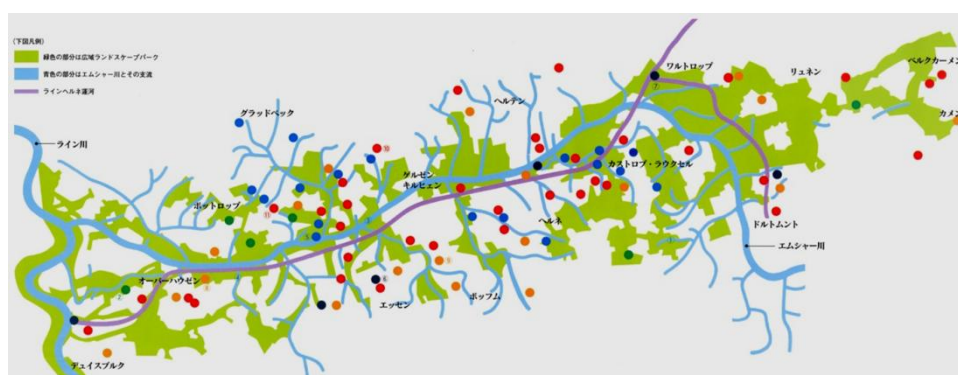 (下図凡例)
緑色の部分は広域ランドスケープパーク
青色の部分はエムシャー川とその支流
ラインヘルネ運河
ワルトロップ
リュネン
ベルクカーメン
カメン
ヘルテン
グラッドベック
ライン川
カストロプ・ラウクセル
ゲルゼン
キルヒェン
ボットロップ
ヘルネ
ドルトムント
エムシャー川
オーバーハウゼン
エッセン
ボッフム
デュイスブルク
⑩
⑪
⑥